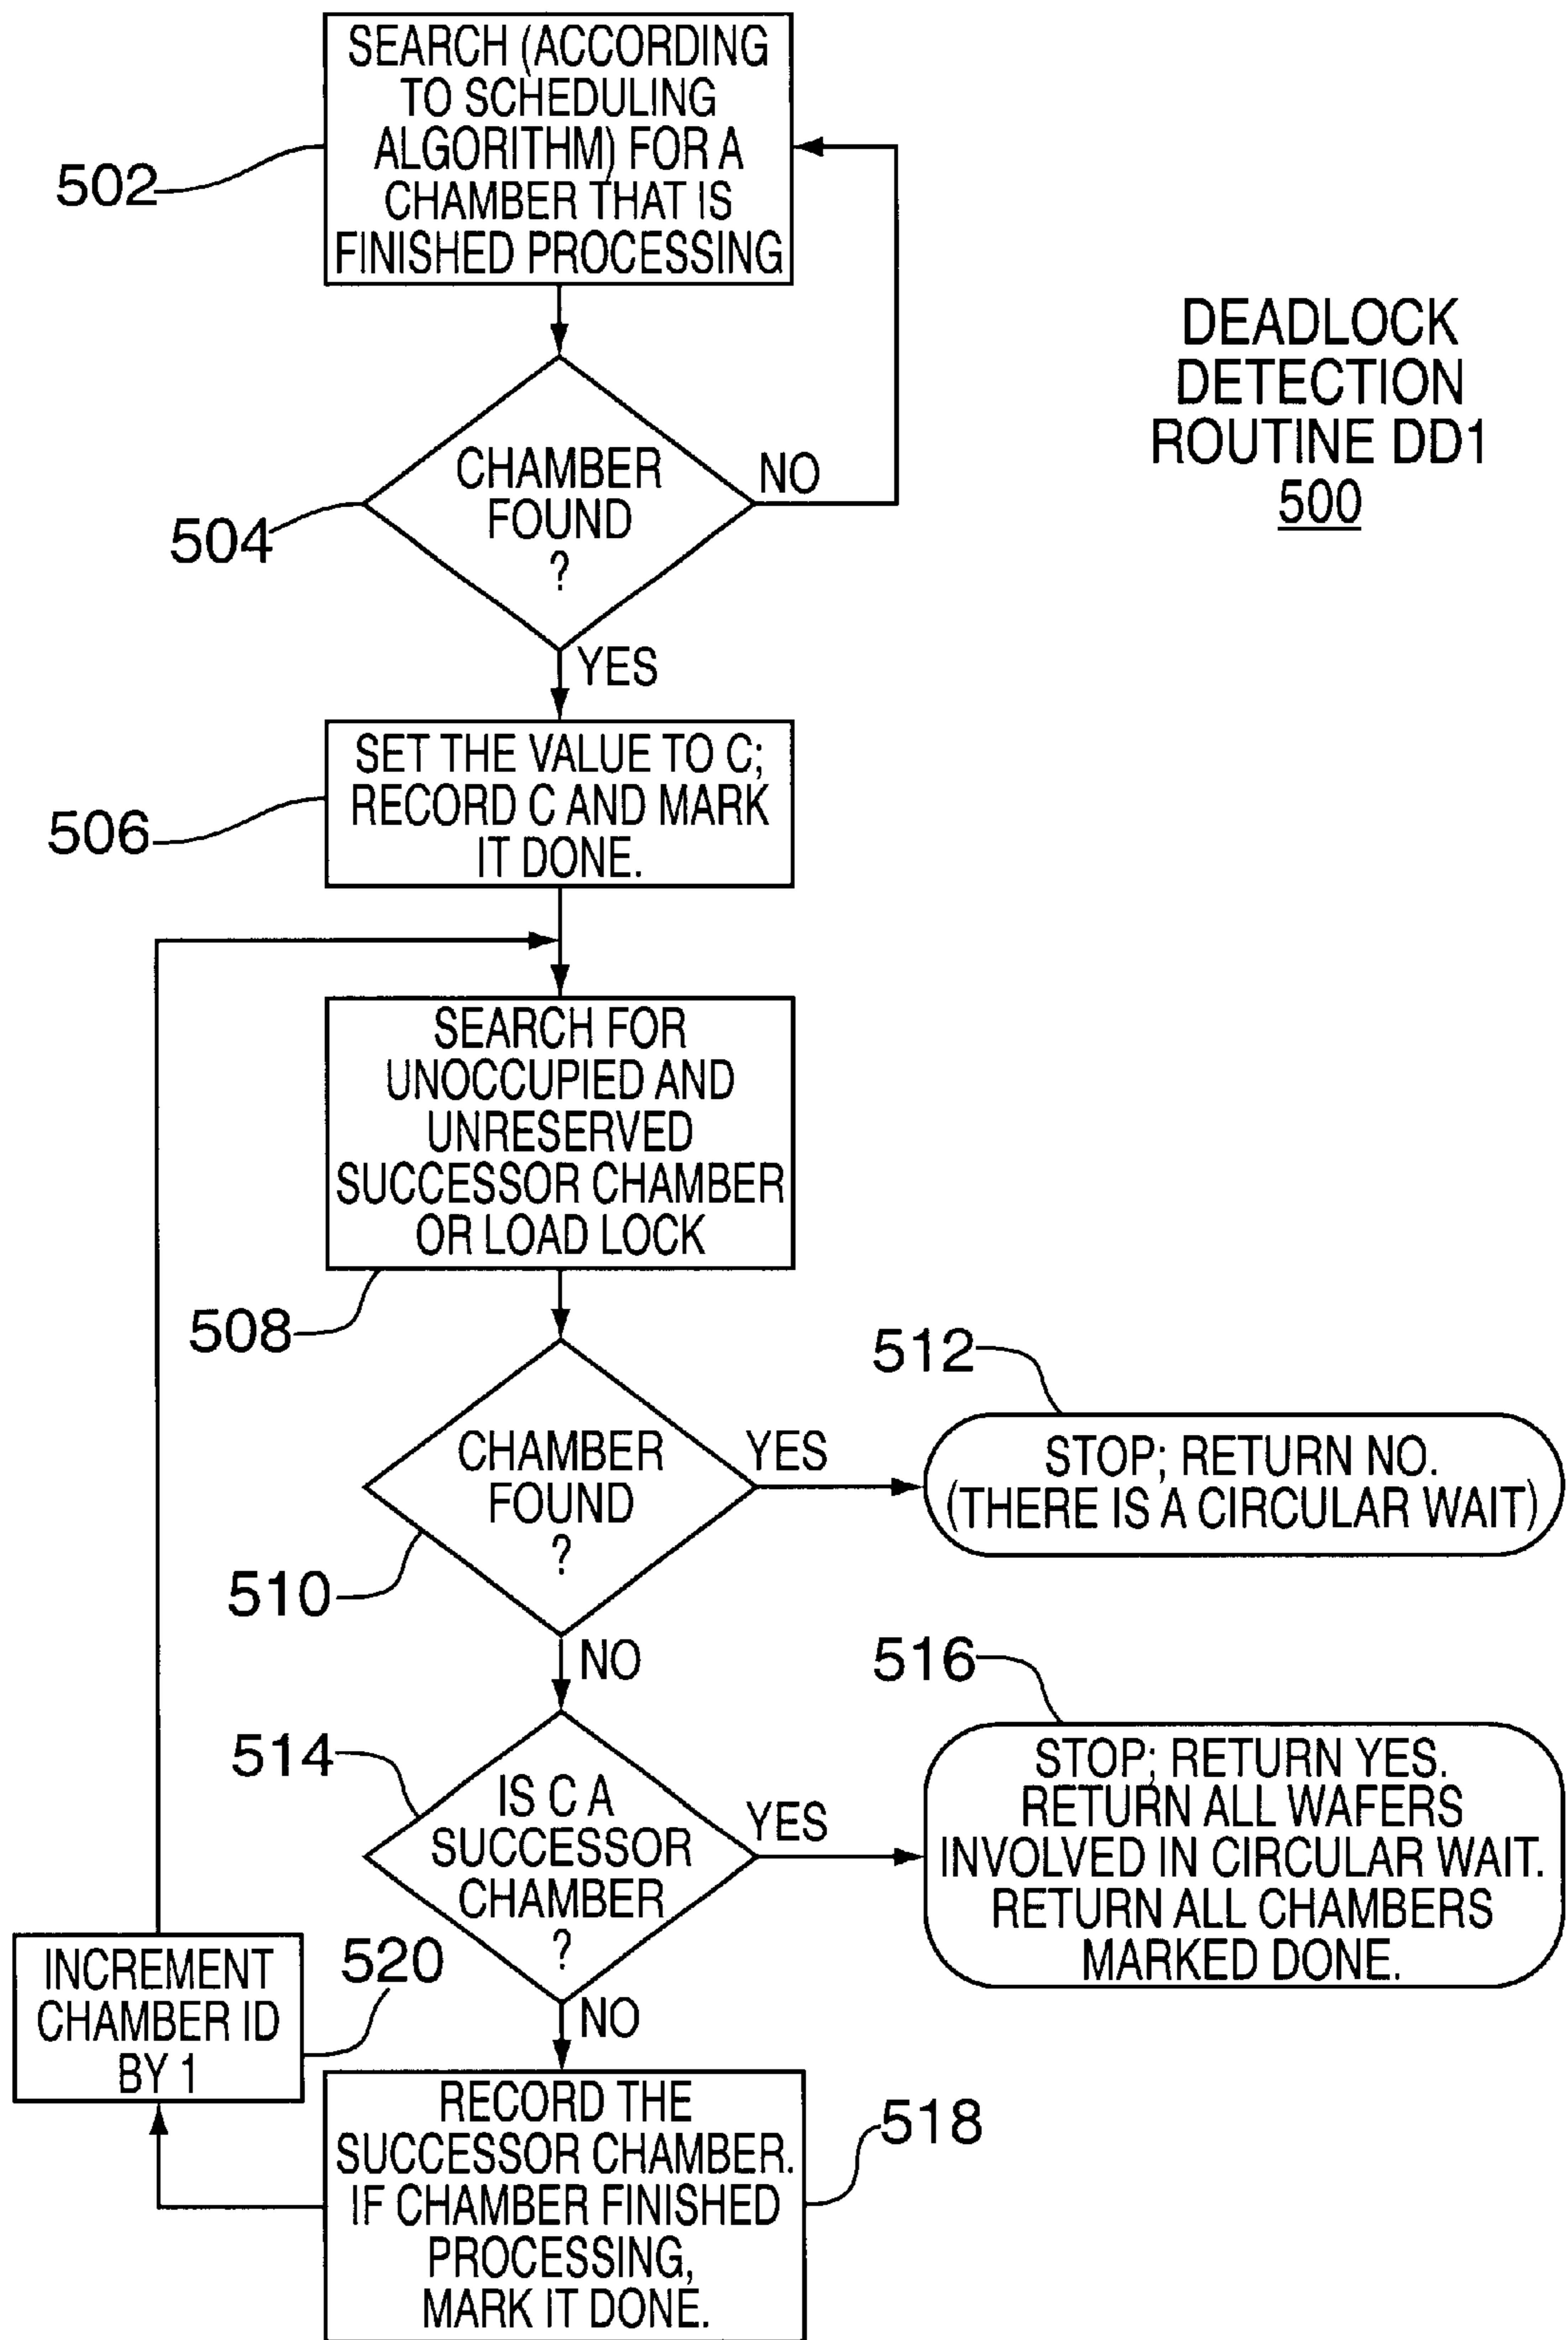 SEARCH (ACCORDING
TO SCHEDULING
ALGORITHM) FOR A
CHAMBER THAT IS
FINISHED PROCESSING
502
DEADLOCK
DETECTION
ROUTINE DD1
500
CHAMBER
FOUND
?
NO
504
YES
SET THE VALUE TO C;
RECORD C AND MARK
IT DONE.
506
SEARCH FOR
UNOCCUPIED AND
UNRESERVED
SUCCESSOR CHAMBER
OR LOAD LOCK
508
CHAMBER
FOUND
?
YES
510
512
STOP; RETURN NO.
(THERE IS A CIRCULAR WAIT)
NO
514
IS C A
SUCCESSOR
CHAMBER
?
YES
516
STOP; RETURN YES.
RETURN ALL WAFERS
INVOLVED IN CIRCULAR WAIT.
RETURN ALL CHAMBERS
MARKED DONE.
NO
INCREMENT
CHAMBER ID
BY 1
520
RECORD THE
SUCCESSOR CHAMBER.
IF CHAMBER FINISHED
PROCESSING,
MARK IT DONE.
518